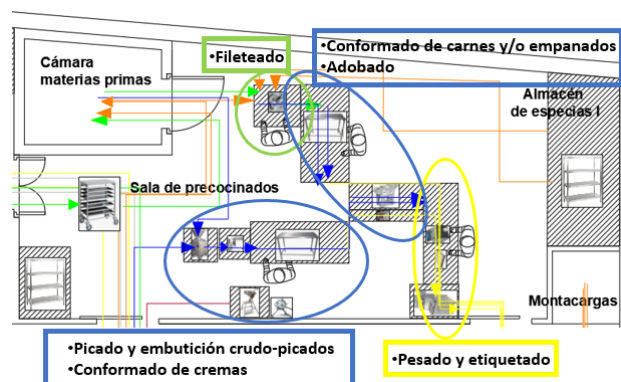 •Fileteado
•Conformado de carnes y/o empanados
•Adobado
Cámara
materias primas
Almacén
de especias I
Sala de precocinados
Montacargas
•Picado y embutición crudo-picados
•Conformado de cremas
•Pesado y etiquetado